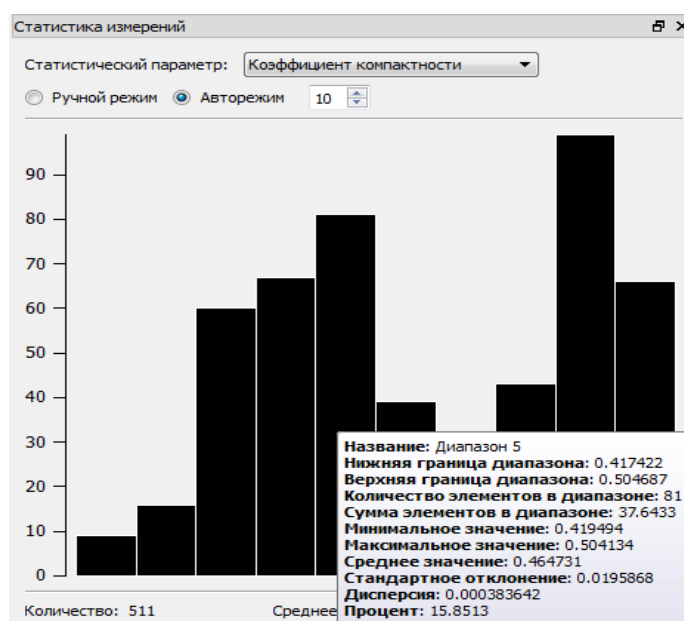 Статистика измерений
Статистический параметр: Коэффициент компактности
Ручной режим Авторежим 10
90
80
70
60
50
40
30
20
10
0
Название: Диапазон 5
Нижняя граница диапазона: 0.417422
Верхняя граница диапазона: 0.504687
Количество элементов в диапазоне: 81
Сумма элементов в диапазоне: 37.6433
Минимальное значение: 0.419494
Максимальное значение: 0.504134
Среднее значение: 0.464731
Стандартное отклонение: 0.0195868
Дисперсия: 0.000383642
Процент: 15.8513
Количество: 511 Среднее